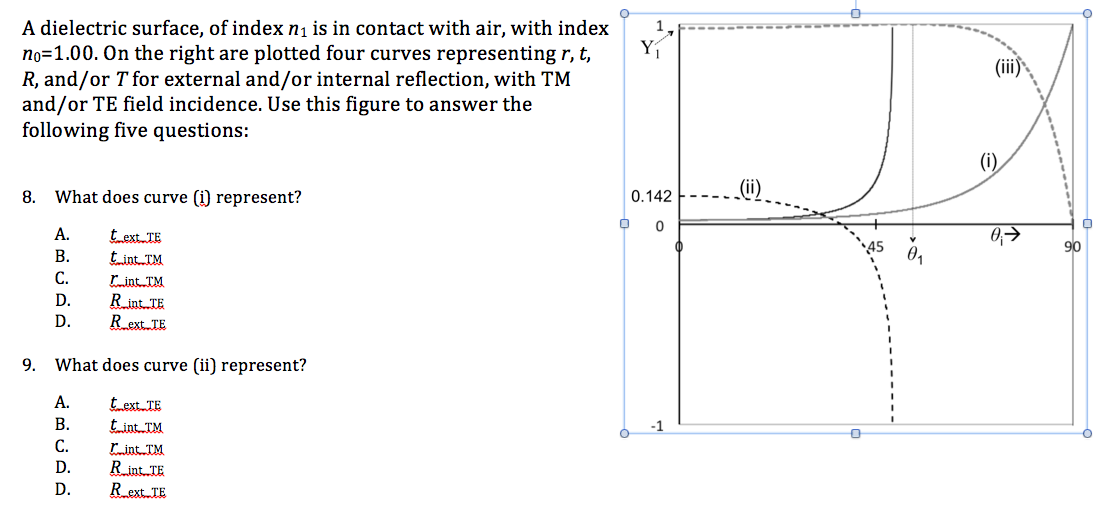 A dielectric surface, of index n₁ is in contact with air, with index
n₀=1.00. On the right are plotted four curves representing r, t,
R, and/or T for external and/or internal reflection, with TM
and/or TE field incidence. Use this figure to answer the
following five questions:
8. What does curve (i) represent?
A. t_ext_TE
B. t_int_TM
C. r_int_TM
D. R_int_TE
D. R_ext_TE
9. What does curve (ii) represent?
A. t_ext_TE
B. t_int_TM
C. r_int_TM
D. R_int_TE
D. R_ext_TE
1
Y₁
(iii)
(i)
0.142
(ii)
0
θᵢ→
0
45
θ₁
90
-1